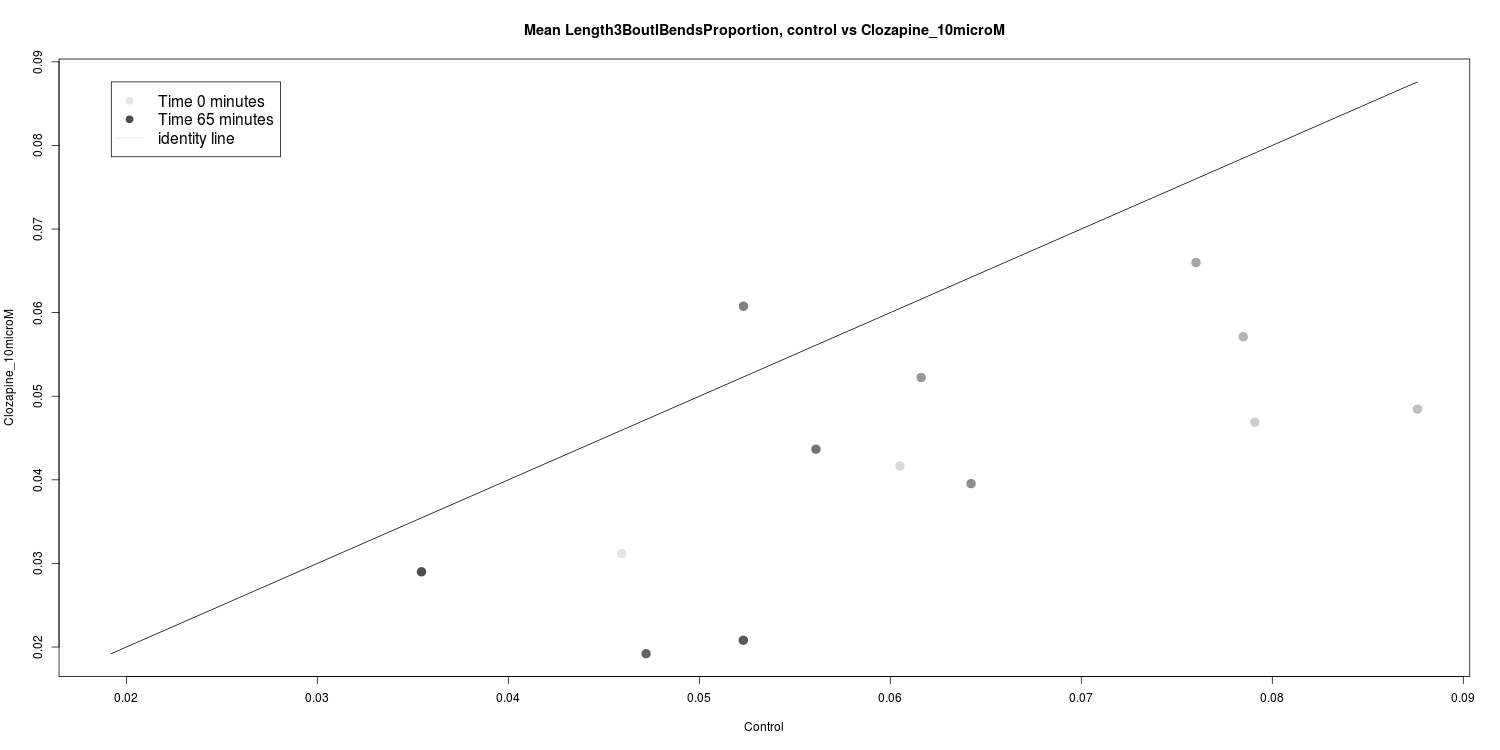 Mean Length3BoutIBendsProportion, control vs Clozapine_10microM
Time 0 minutes
Time 65 minutes
identity line
Clozapine_10microM
0.09
0.08
0.07
0.06
0.05
0.04
0.03
0.02
0.02 0.03 0.04 0.05 0.06 0.07 0.08 0.09
Control